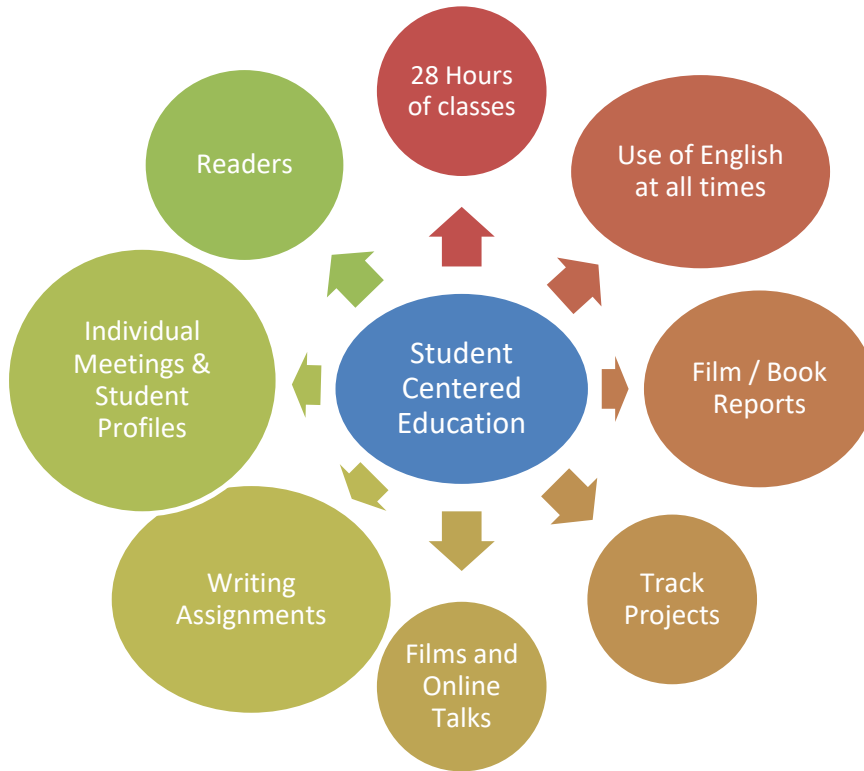 28 Hours
of classes
Use of English
at all times
Film / Book
Reports
Track
Projects
Films and
Online
Talks
Writing
Assignments
Individual
Meetings &
Student
Profiles
Readers
Student
Centered
Education